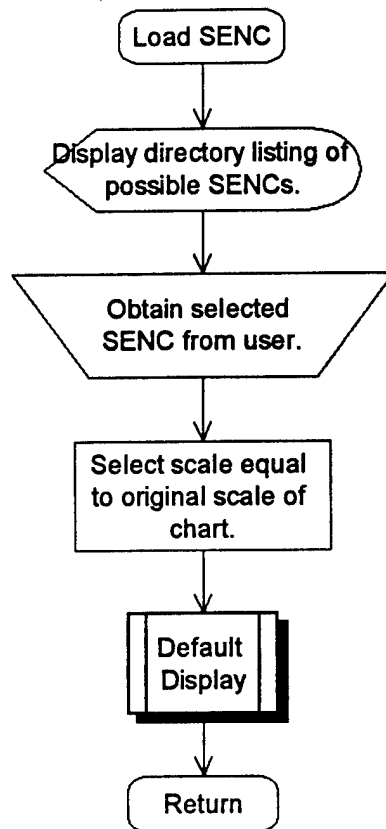 Load SENC
Display directory listing of
possible SENCs.
Obtain selected
SENC from user.
Select scale equal
to original scale of
chart.
Default
Display
Return